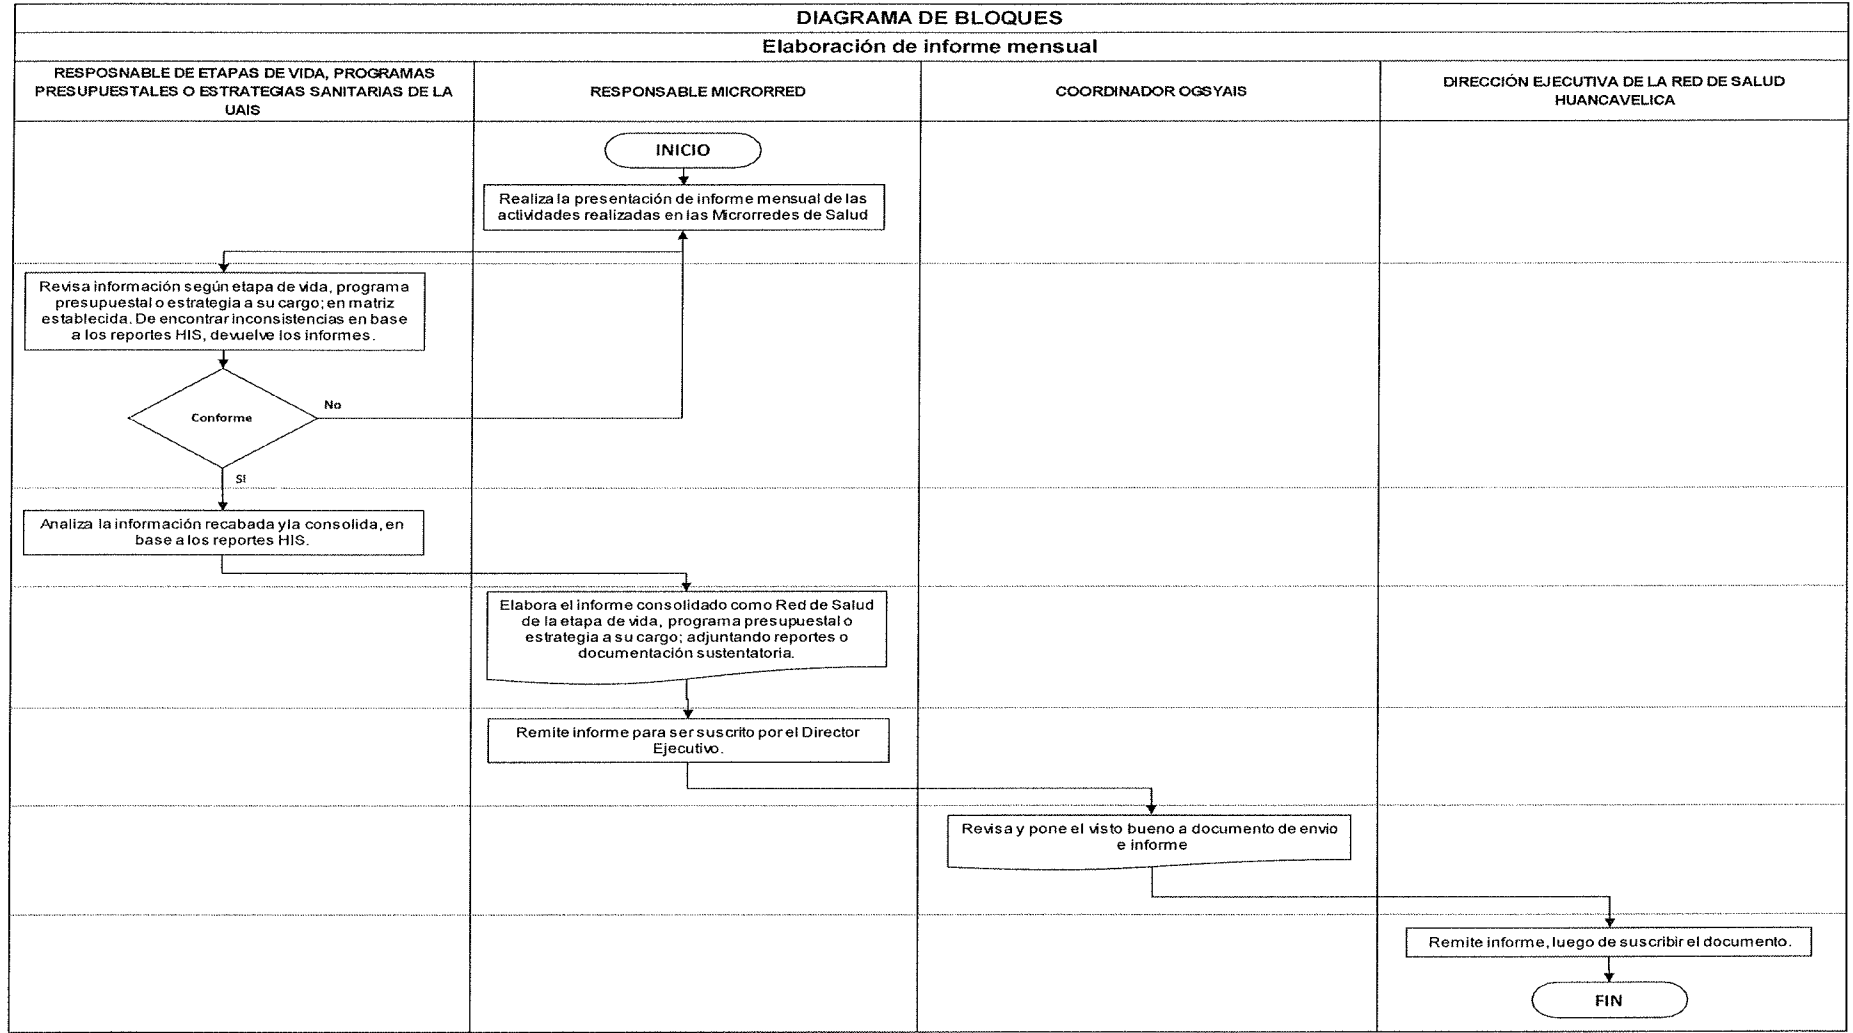 DIAGRAMA DE BLOQUES
Elaboración de informe mensual
RESPOSNABLE DE ETAPAS DE VIDA, PROGRAMAS
PRESUPUESTALES O ESTRATEGIAS SANITARIAS DE LA
UAIS
RESPONSABLE MICRORRED
COORDINADOR OGSYAIS
DIRECCIÓN EJECUTIVA DE LA RED DE SALUD
HUANCAVELICA
INICIO
Realiza la presentación de informe mensual de las
actividades realizadas en las Microrredes de Salud
Revisa información según etapa de vida, programa
presupuestal o estrategia a su cargo; en matriz
establecida. De encontrar inconsistencias en base
a los reportes HIS, devuelve los informes.
Conforme
No
SI
Analiza la información recabada y la consolida, en
base a los reportes HIS.
Elabora el informe consolidado como Red de Salud
de la etapa de vida, programa presupuestal o
estrategia a su cargo; adjuntando reportes o
documentación sustentatoria.
Remite informe para ser suscrito por el Director
Ejecutivo.
Revisa y pone el visto bueno a documento de envio
e informe
Remite informe, luego de suscribir el documento.
FIN